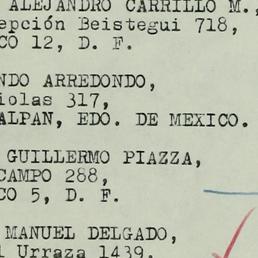 ALEJANDRO CARRILLO M.,
epción Beistegui 718,
CO 12, D. F.
NDO ARREDONDO,
iolas 317,
ALPAN, EDO. DE MEXICO.
GUILLERMO PIAZZA,
CAMPO 288,
CO 5, D. F.
MANUEL DELGADO,
l Urraza 1439.